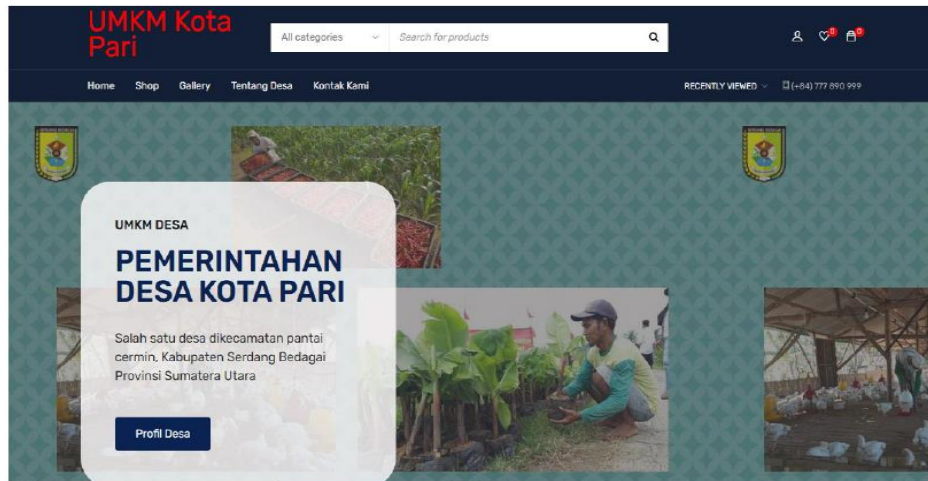 UMKM Kota
Pari
All categories
Search for products
0
0
Home Shop Gallery Tentang Desa Kontak Kami
RECENTLY VIEWED
(+84) 777 890 999
UMKM DESA
PEMERINTAHAN
DESA KOTA PARI
Salah satu desa dikecamatan pantai
cermin, Kabupaten Serdang Bedagai
Provinsi Sumatera Utara
Profil Desa